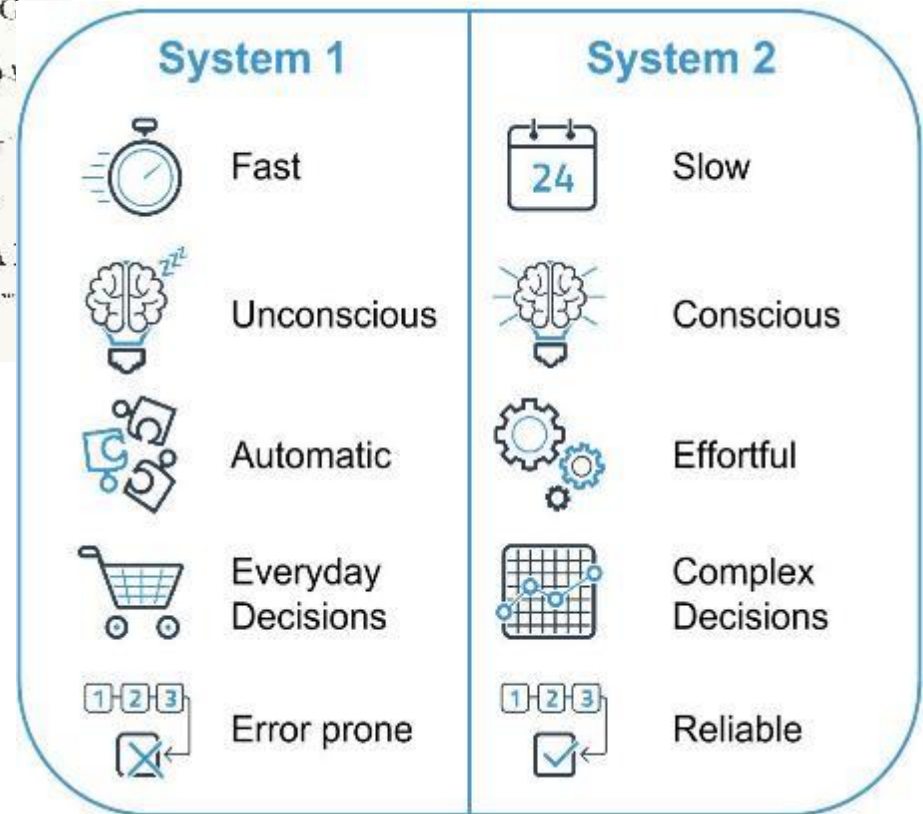 System 1
Fast
Unconscious
zzz
Automatic
Everyday
Decisions
1 2 3
Error prone
System 2
24
Slow
Conscious
Effortful
Complex
Decisions
1 2 3
Reliable